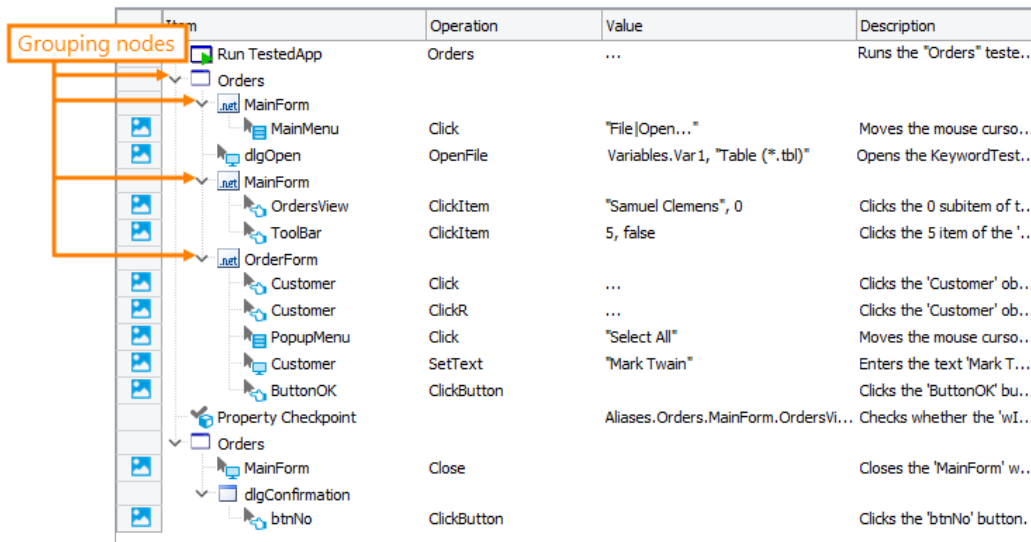 Item Operation Value Description
Grouping nodes
Run TestedApp Orders ... Runs the "Orders" teste...
Orders
.net MainForm
MainMenu Click "File|Open..." Moves the mouse curso...
dlgOpen OpenFile Variables.Var1, "Table (*.tbl)" Opens the KeywordTest...
.net MainForm
OrdersView ClickItem "Samuel Clemens", 0 Clicks the 0 subitem of t...
ToolBar ClickItem 5, false Clicks the 5 item of the '...
.net OrderForm
Customer Click ... Clicks the 'Customer' ob...
Customer ClickR ... Clicks the 'Customer' ob...
PopupMenu Click "Select All" Moves the mouse curso...
Customer SetText "Mark Twain" Enters the text 'Mark T...
ButtonOK ClickButton Clicks the 'ButtonOK' bu...
Property Checkpoint Aliases.Orders.MainForm.OrdersVi... Checks whether the 'wI...
Orders
MainForm Close Closes the 'MainForm' w...
dlgConfirmation
btnNo ClickButton Clicks the 'btnNo' button.